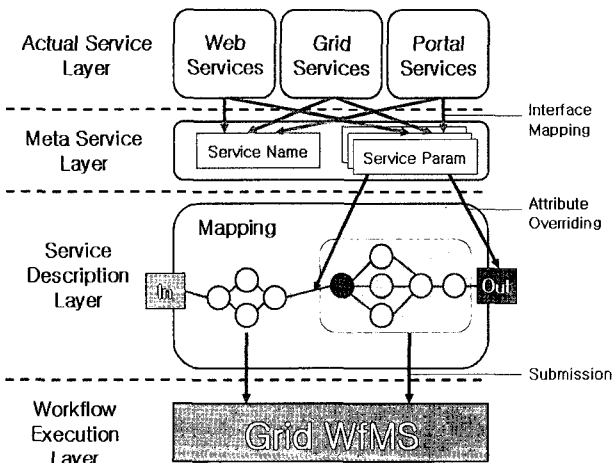 Actual Service
Layer
Web
Services
Grid
Services
Portal
Services
Interface
Mapping
Meta Service
Layer
Service Name
Service Param
Attribute
Overriding
Mapping
Service
Description
Layer
In
Out
Submission
Workflow
Execution
Layer
Grid WfMS